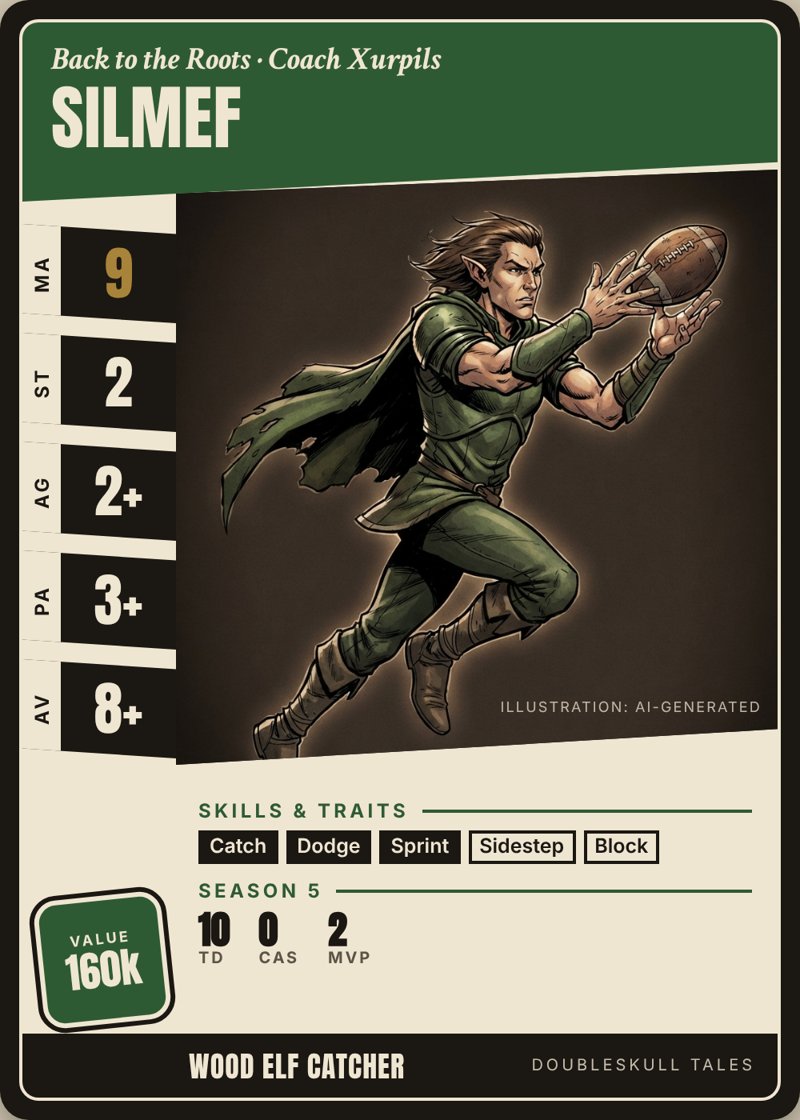 Back to the Roots · Coach Xurpils
SILMEF
MA 9
ST 2
AG 2+
PA 3+
AV 8+
ILLUSTRATION: AI-GENERATED
SKILLS & TRAITS
Catch Dodge Sprint Sidestep Block
SEASON 5
10 0 2
TD CAS MVP
VALUE
160k
WOOD ELF CATCHER
DOUBLESKULL TALES